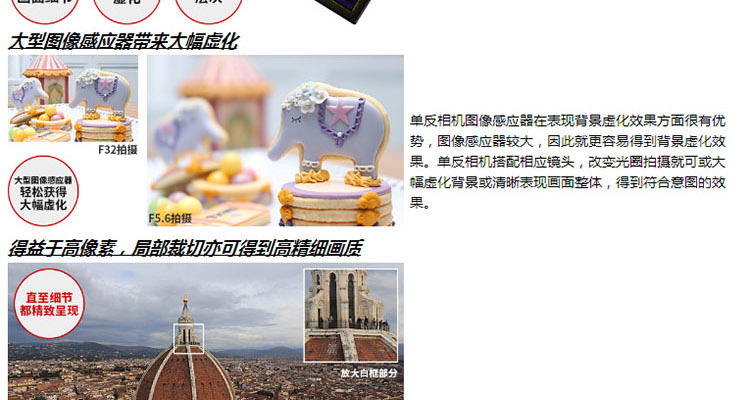 虚化
大型图像感应器带来大幅虚化
F32拍摄
大型图像感应器
轻松获得
大幅虚化
F5.6拍摄
单反相机图像感应器在表现背景虚化效果方面很有优
势，图像感应器较大，因此就更容易得到背景虚化效
果。单反相机搭配相应镜头，改变光圈拍摄就可或大
幅虚化背景或清晰表现画面整体，得到符合意图的效
果。
得益于高像素，局部裁切亦可得到高精细画质
直至细节
都精致呈现
放大白框部分